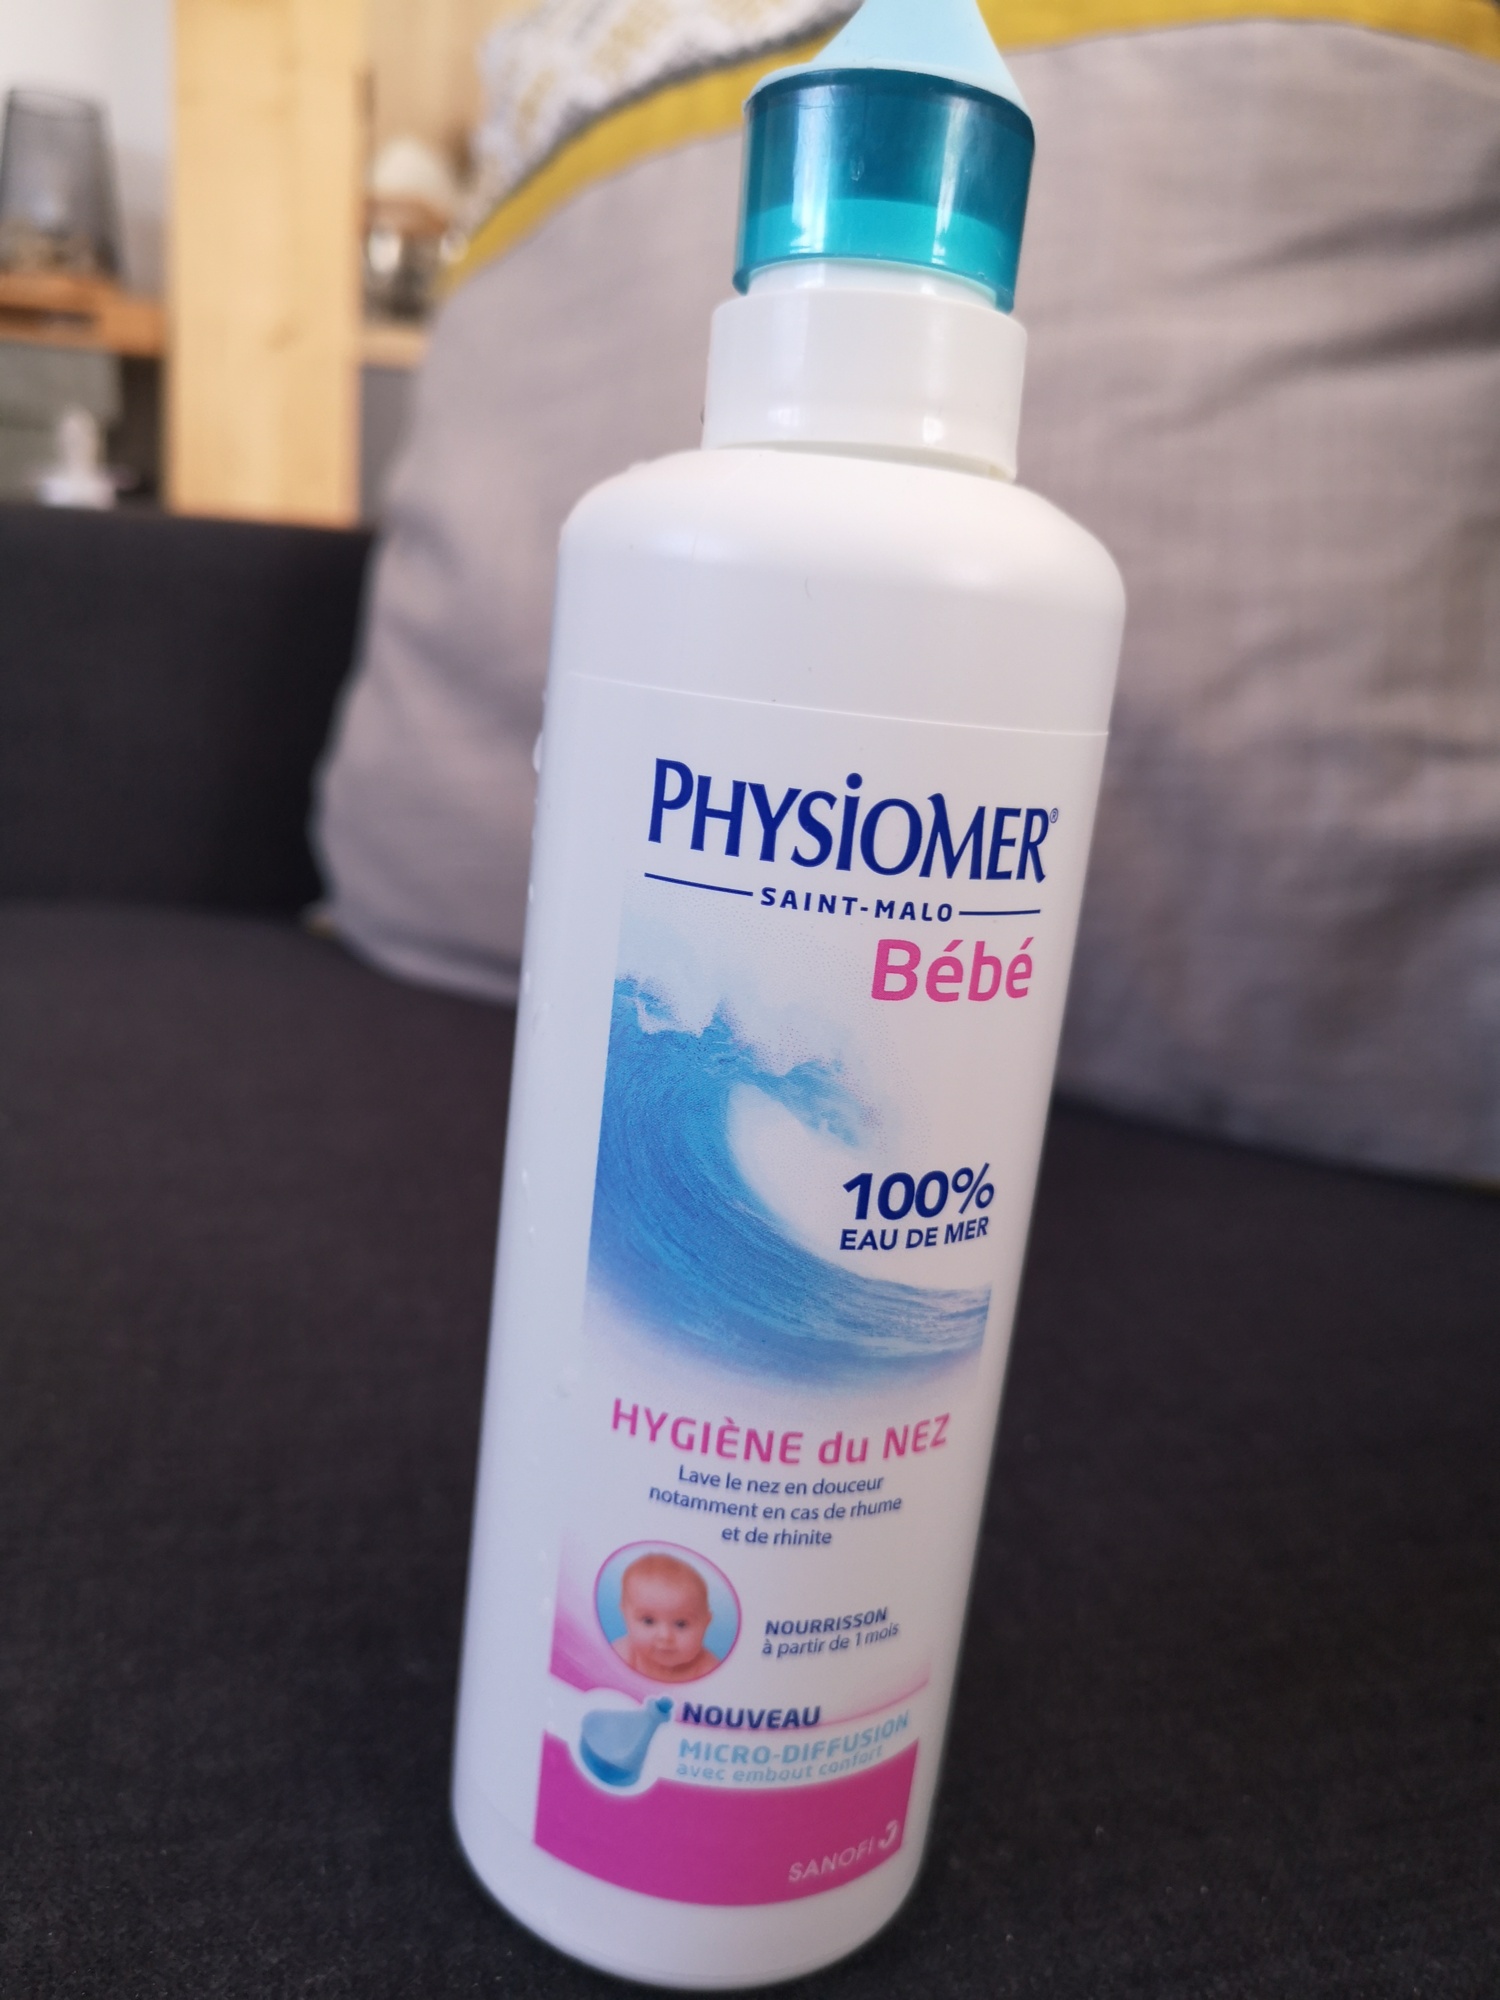 PHYSiOMER®
SAINT-MALO
Bébé
100%
EAU DE MER
HYGIÈNE du NEZ
Lave le nez en douceur
notamment en cas de rhume
et de rhinite
NOURRISSON
à partir de 1 mois
NOUVEAU
MICRO-DIFFUSION
avec embout confort
SANOFI